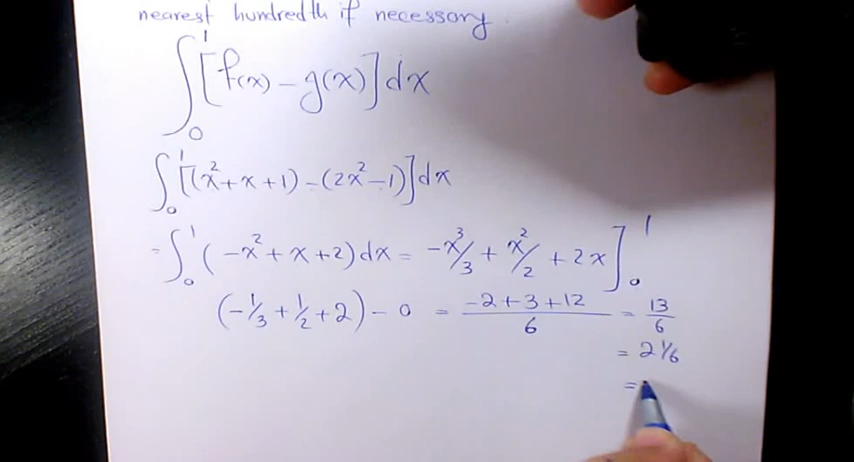 nearest hundredth if necessary.
∫₀¹ [f(x) – g(x)] dx
∫₀¹ [(x²+x+1) – (2x²–1)] dx
= ∫₀¹ (–x²+x+2) dx = –x³/3 + x²/2 + 2x ]₀¹
(–1/3 + 1/2 + 2) – 0 = (–2+3+12)/6 = 13/6
= 2 1/6
=